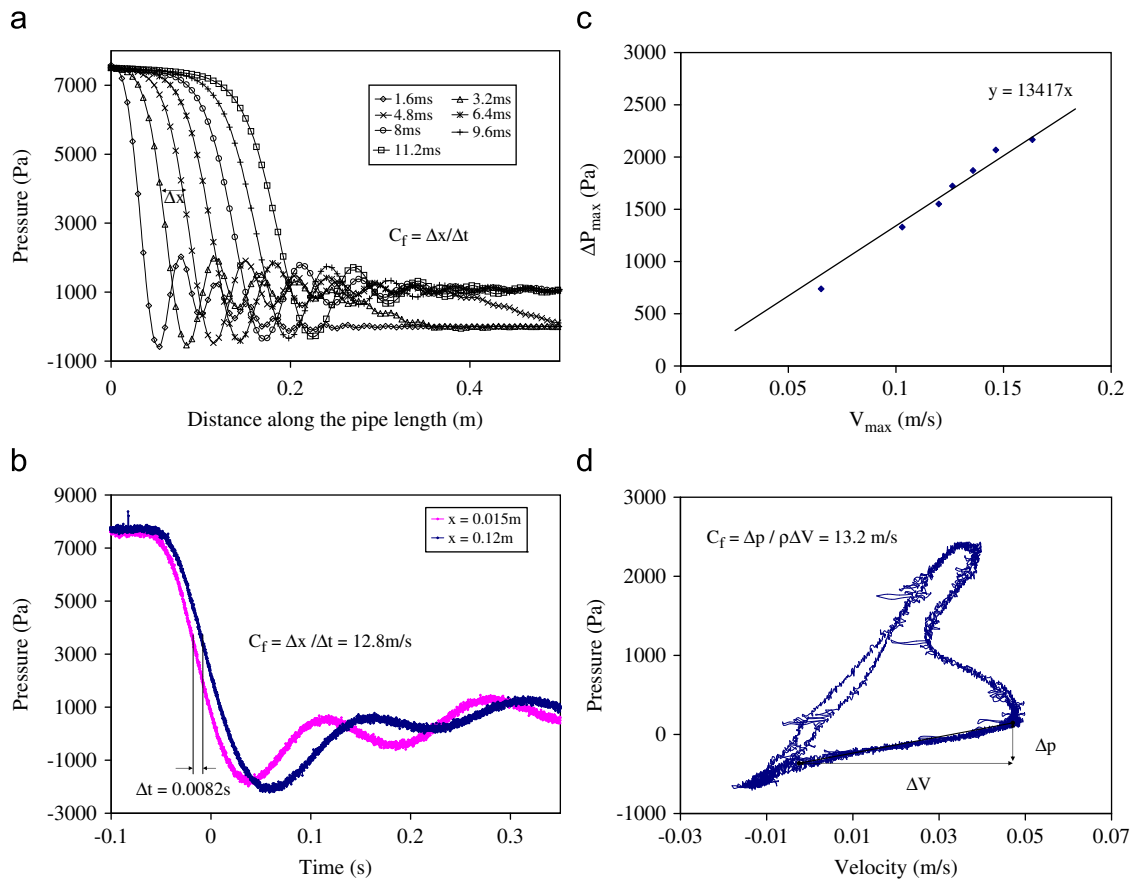 a
7000
5000
3000
1000
-1000
Pressure (Pa)
0
0.2
0.4
Distance along the pipe length (m)
1.6ms
3.2ms
4.8ms
6.4ms
8ms
9.6ms
11.2ms
Δx
C_f = Δx/Δt
c
3000
2500
2000
1500
1000
500
0
ΔP_max (Pa)
y = 13417x
0
0.05
0.1
0.15
0.2
V_max (m/s)
b
9000
7000
5000
3000
1000
-1000
-3000
Pressure (Pa)
x = 0.015m
x = 0.12m
C_f = Δx /Δt = 12.8m/s
Δt = 0.0082s
-0.1
0
0.1
0.2
0.3
Time (s)
d
3000
2000
1000
0
-1000
Pressure (Pa)
C_f = Δp / ρΔV = 13.2 m/s
Δp
ΔV
-0.03
-0.01
0.01
0.03
0.05
0.07
Velocity (m/s)